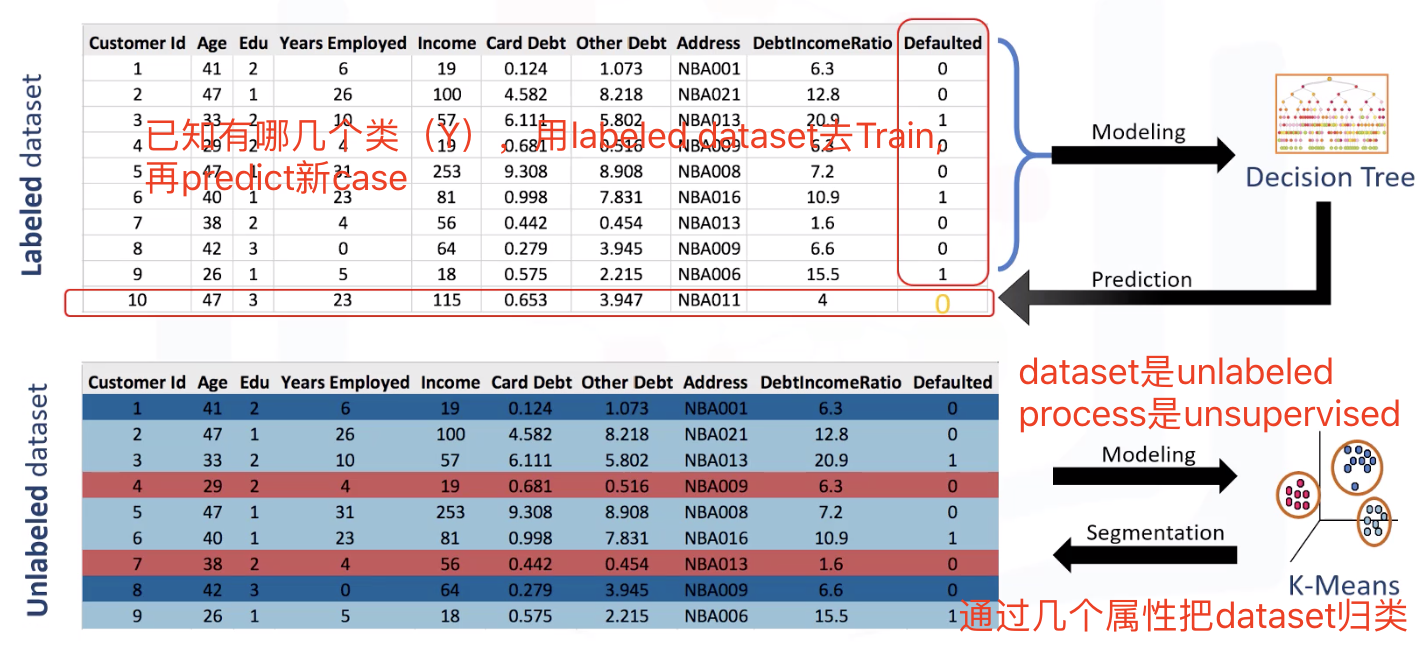 Labeled dataset
Customer Id Age Edu Years Employed Income Card Debt Other Debt Address DebtIncomeRatio Defaulted
1 41 2 6 19 0.124 1.073 NBA001 6.3 0
2 47 1 26 100 4.582 8.218 NBA021 12.8 0
3 33 2 10 57 6.111 5.802 NBA013 20.9 1
4 29 2 4 19 0.681 0.516 NBA009 6.3 0
5 47 1 31 253 9.308 8.908 NBA008 7.2 0
6 40 1 23 81 0.998 7.831 NBA016 10.9 1
7 38 2 4 56 0.442 0.454 NBA013 1.6 0
8 42 3 0 64 0.279 3.945 NBA009 6.6 0
9 26 1 5 18 0.575 2.215 NBA006 15.5 1
10 47 3 23 115 0.653 3.947 NBA011 4 0
已知有哪几个类（Y），用labeled dataset去Train,
再predict新case
Modeling
Decision Tree
Prediction
Unlabeled dataset
Customer Id Age Edu Years Employed Income Card Debt Other Debt Address DebtIncomeRatio Defaulted
1 41 2 6 19 0.124 1.073 NBA001 6.3 0
2 47 1 26 100 4.582 8.218 NBA021 12.8 0
3 33 2 10 57 6.111 5.802 NBA013 20.9 1
4 29 2 4 19 0.681 0.516 NBA009 6.3 0
5 47 1 31 253 9.308 8.908 NBA008 7.2 0
6 40 1 23 81 0.998 7.831 NBA016 10.9 1
7 38 2 4 56 0.442 0.454 NBA013 1.6 0
8 42 3 0 64 0.279 3.945 NBA009 6.6 0
9 26 1 5 18 0.575 2.215 NBA006 15.5 1
dataset是unlabeled
process是unsupervised
Modeling
Segmentation
K-Means
通过几个属性把dataset归类